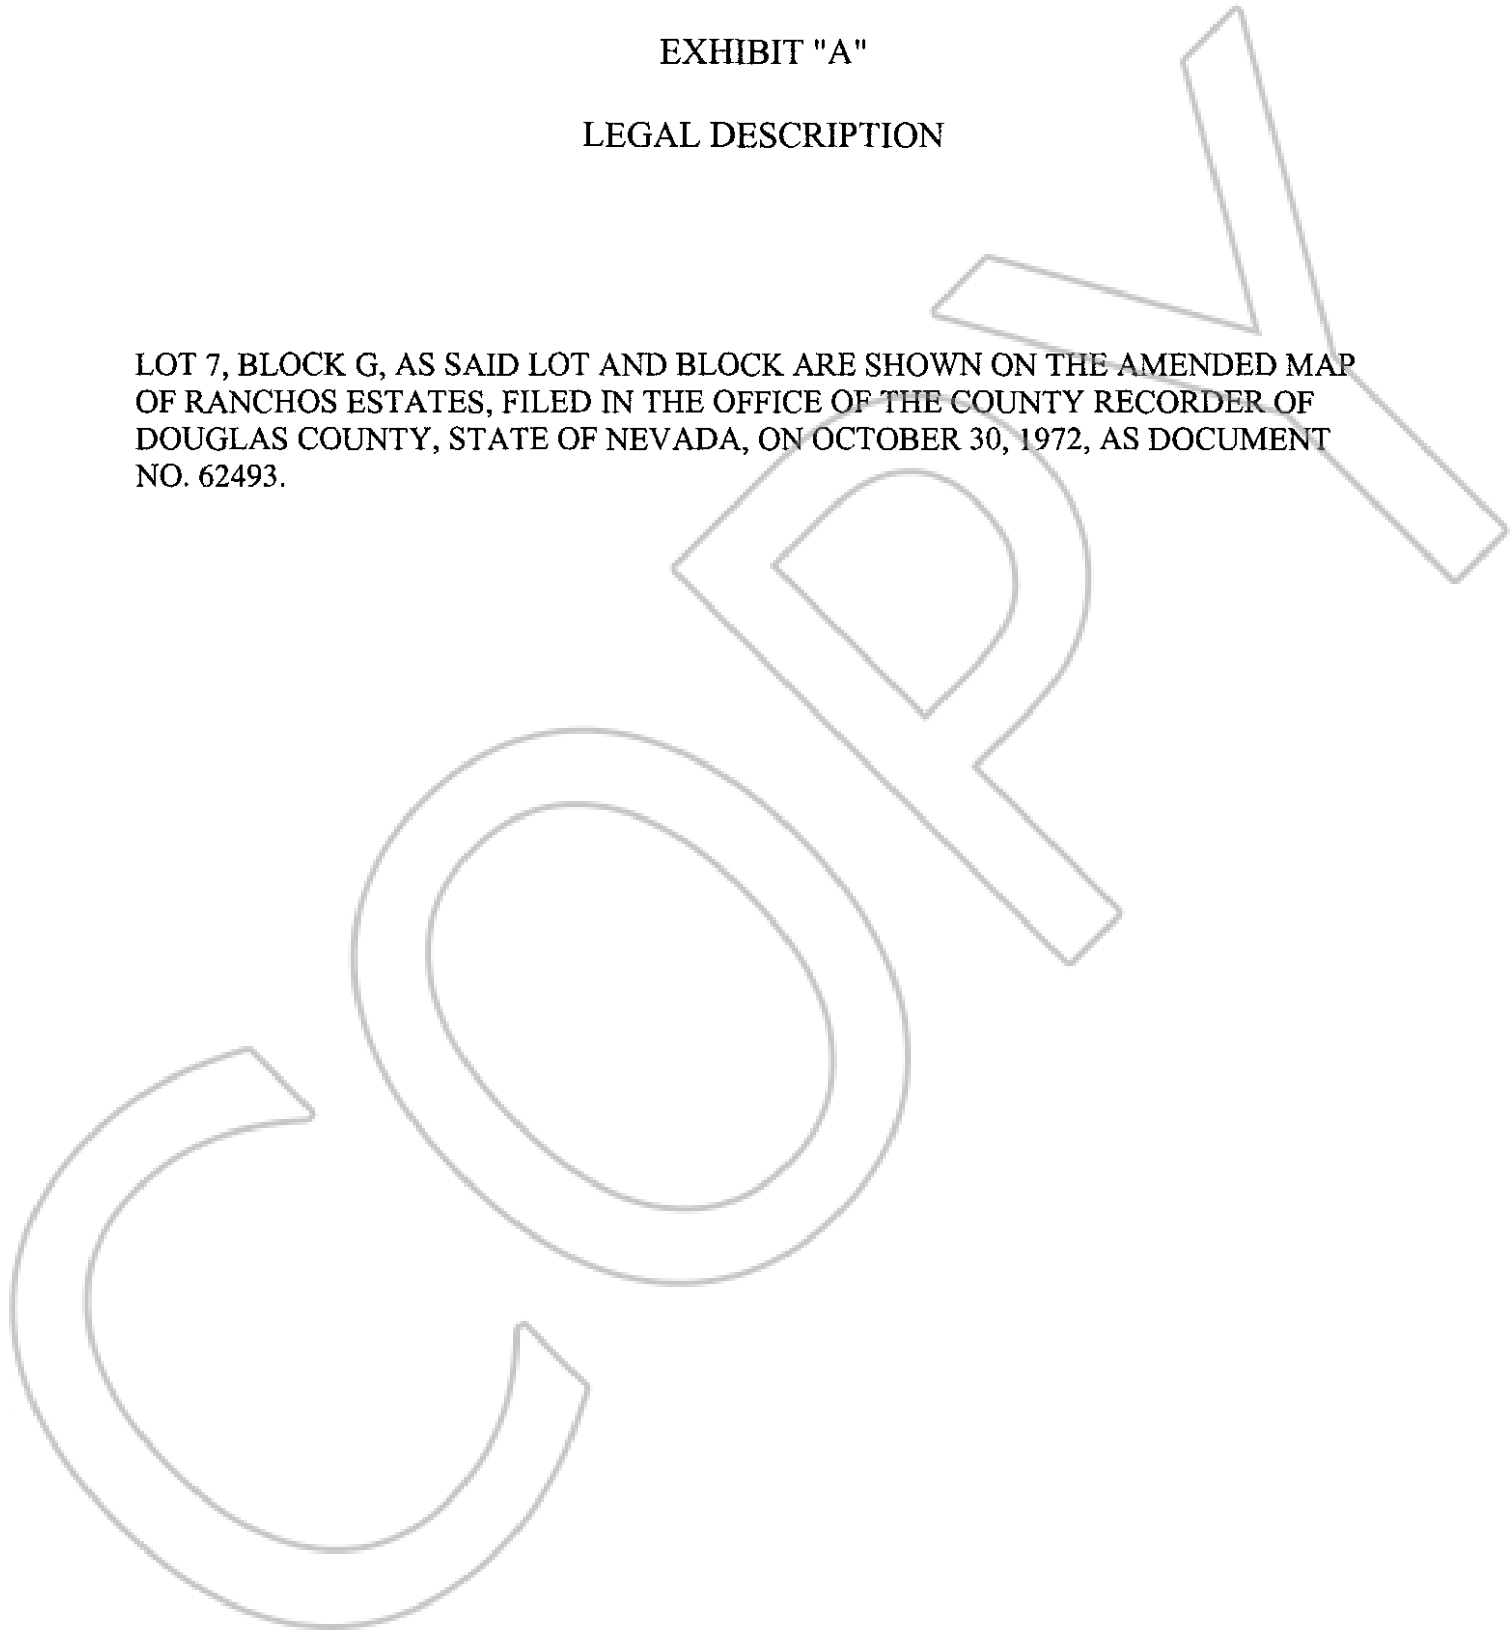 EXHIBIT "A"
LEGAL DESCRIPTION
LOT 7, BLOCK G, AS SAID LOT AND BLOCK ARE SHOWN ON THE AMENDED MAP
OF RANCHOS ESTATES, FILED IN THE OFFICE OF THE COUNTY RECORDER OF
DOUGLAS COUNTY, STATE OF NEVADA, ON OCTOBER 30, 1972, AS DOCUMENT
NO. 62493.
COPY